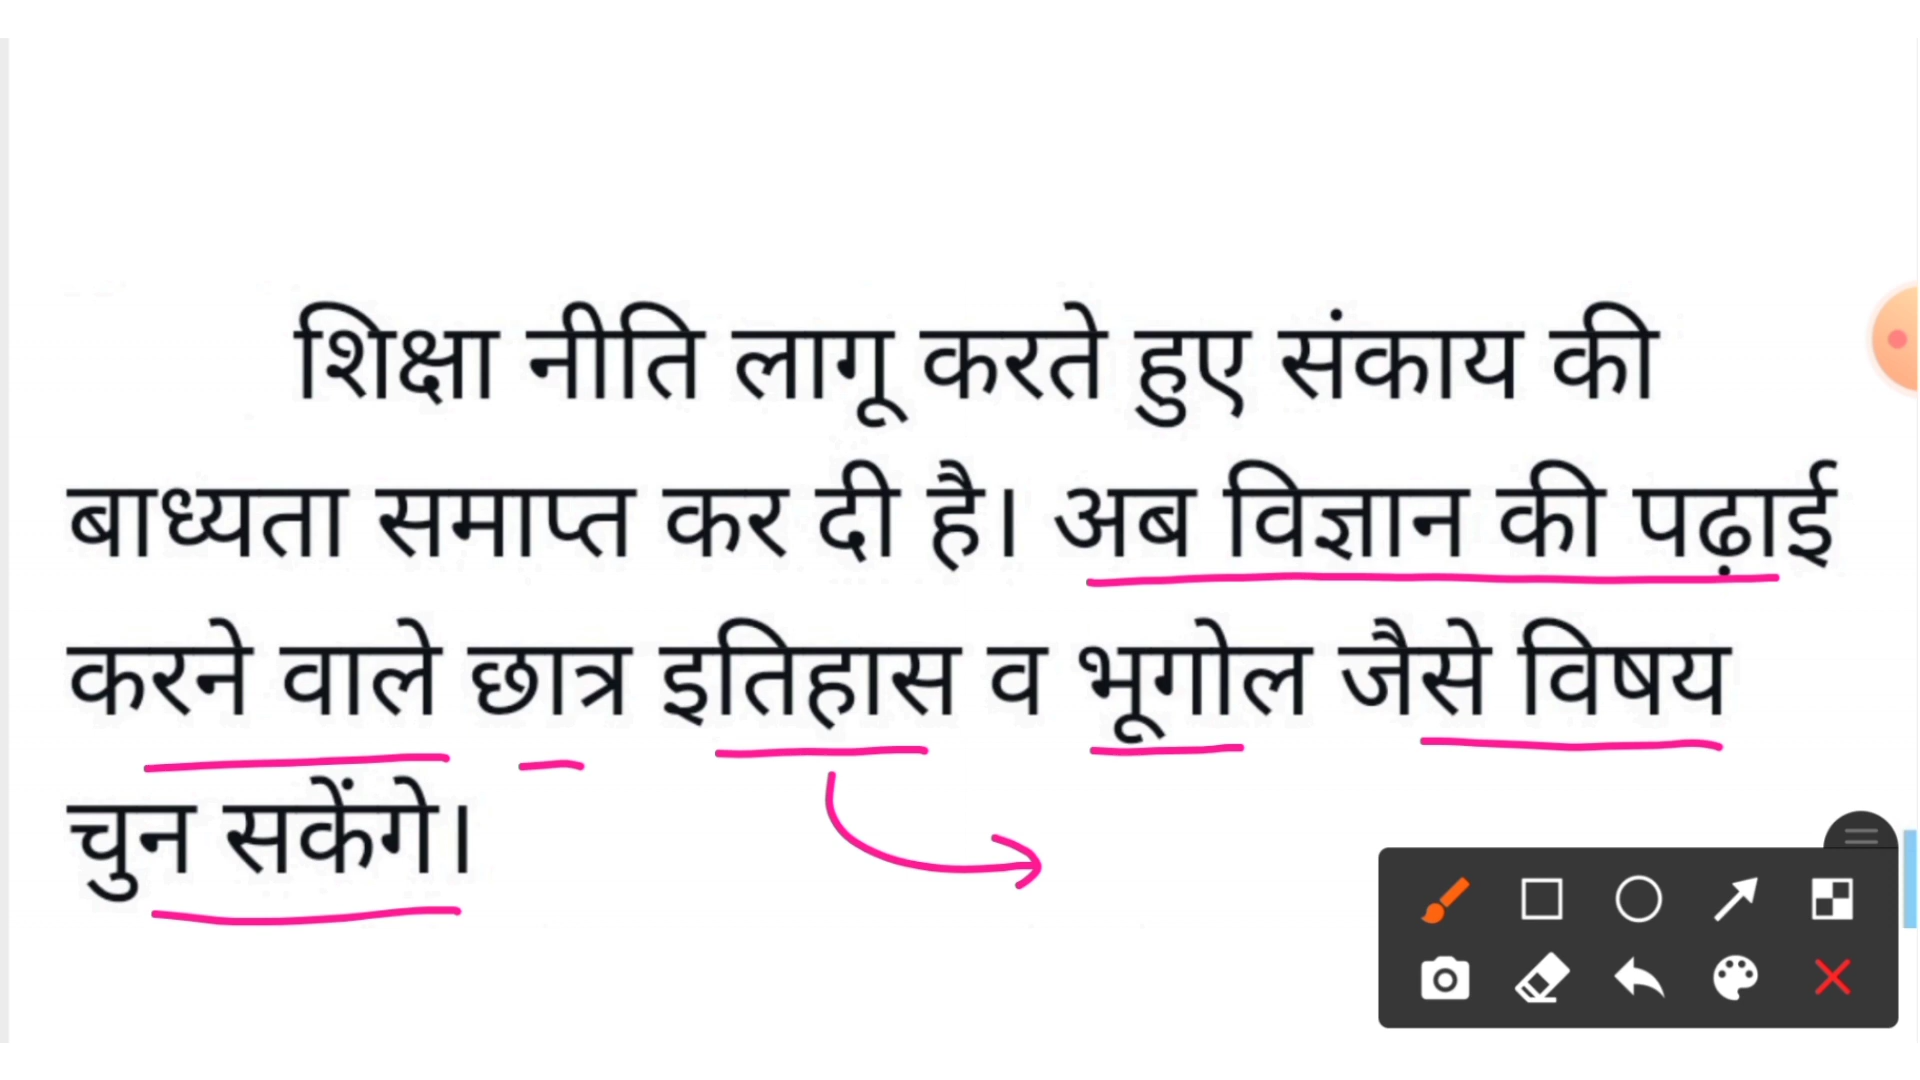 शिक्षा नीति लागू करते हुए संकाय की
बाध्यता समाप्त कर दी है। अब विज्ञान की पढ़ाई
करने वाले छात्र इतिहास व भूगोल जैसे विषय
चुन सकेंगे।